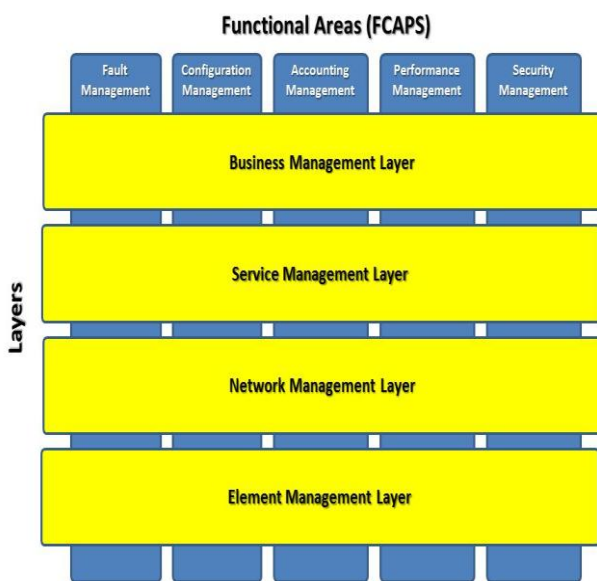 Functional Areas (FCAPS)
Fault
Management
Configuration
Management
Accounting
Management
Performance
Management
Security
Management
Business Management Layer
Service Management Layer
Layers
Network Management Layer
Element Management Layer